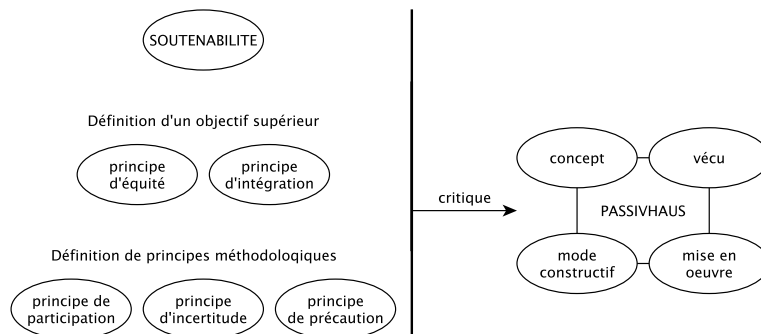 SOUTENABILITE
Définition d'un objectif supérieur
principe
d'équité
principe
d'intégration
Définition de principes méthodologiques
principe de
participation
principe
d'incertitude
principe
de précaution
critique
concept
vécu
PASSIVHAUS
mode
constructif
mise en
oeuvre